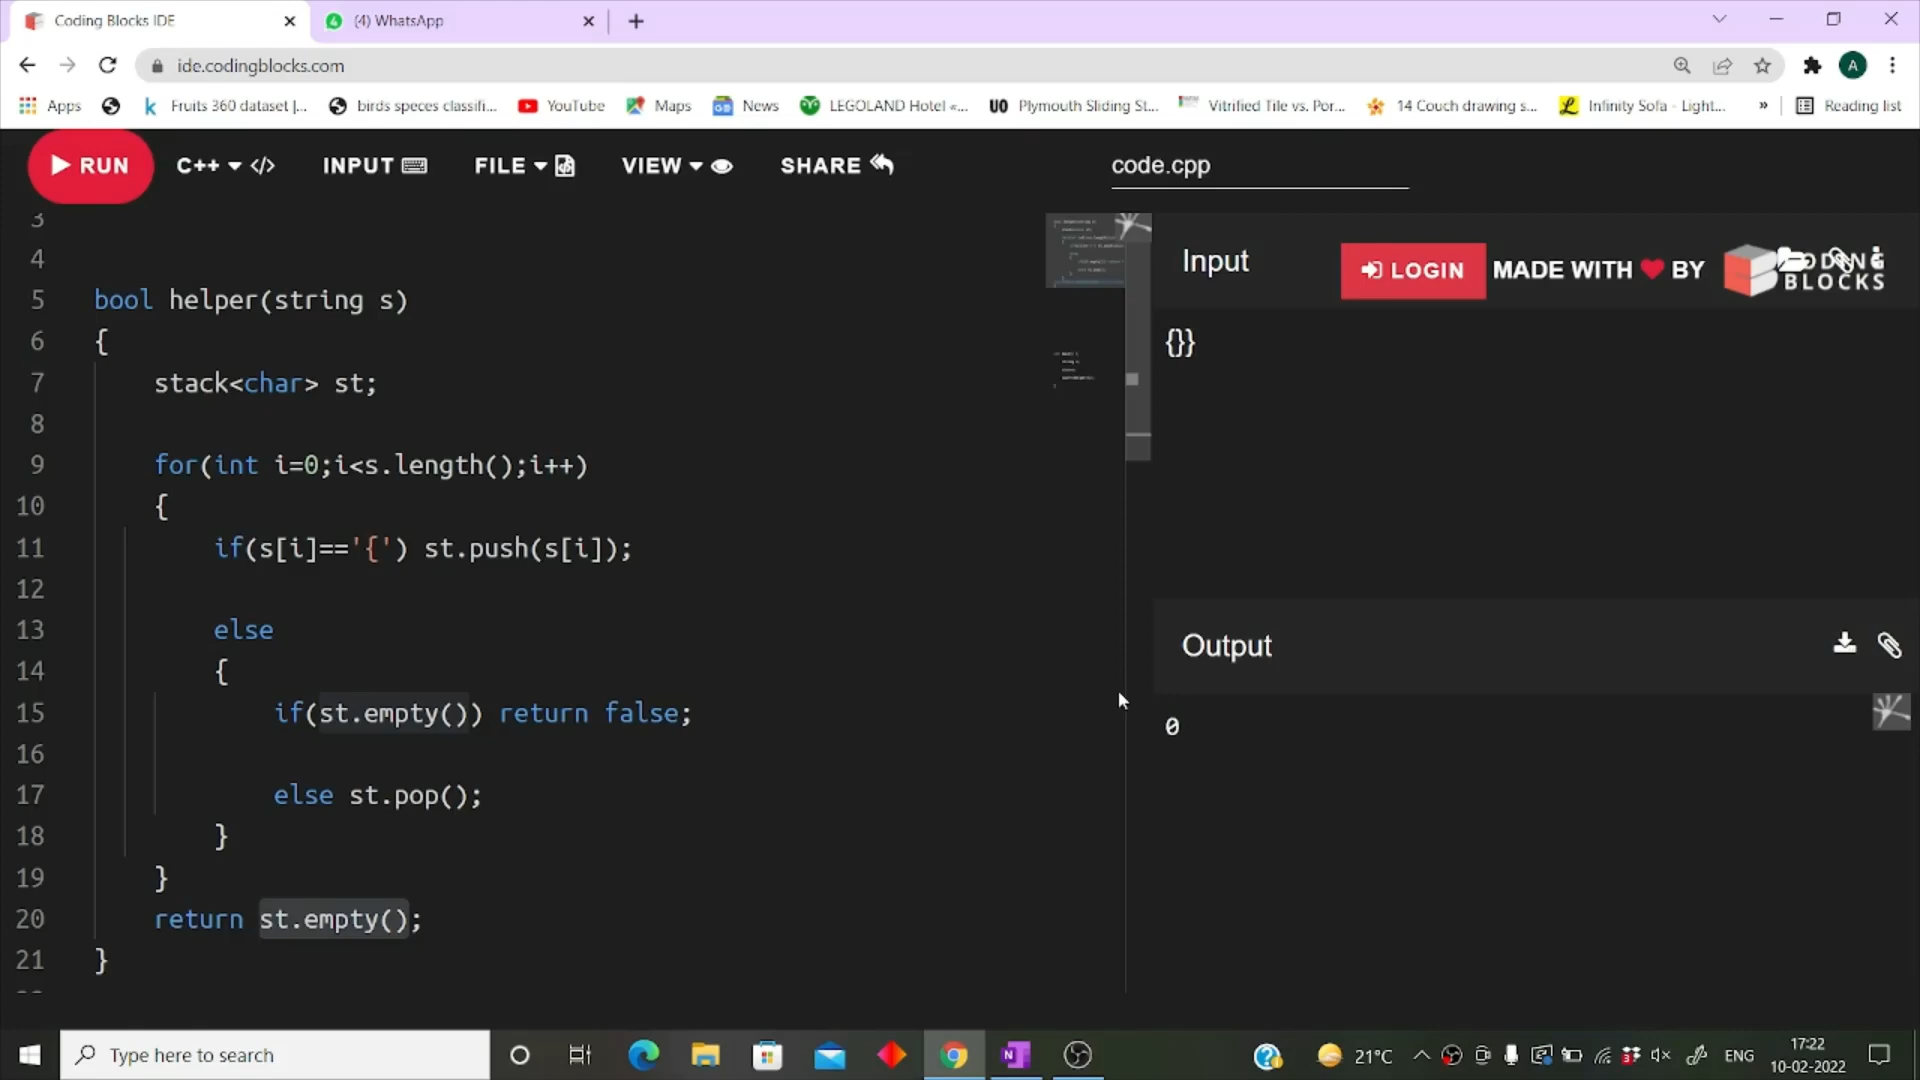 Coding Blocks IDE
(4) WhatsApp
ide.codingblocks.com
A
Apps
Fruits 360 dataset |...
birds speces classifi...
YouTube
Maps
News
LEGOLAND Hotel «...
UO Plymouth Sliding St...
Vitrified Tile vs. Por...
14 Couch drawing s...
Infinity Sofa - Light...
»
Reading list
RUN
C++
INPUT
FILE
VIEW
SHARE
code.cpp
3
4
5 bool helper(string s)
6 {
7 stack<char> st;
8
9 for(int i=0;i<s.length();i++)
10 {
11 if(s[i]=='{') st.push(s[i]);
12
13 else
14 {
15 if(st.empty()) return false;
16
17 else st.pop();
18 }
19 }
20 return st.empty();
21 }
Input
LOGIN
MADE WITH ❤ BY
CODING
BLOCKS
{}}
Output
0
Type here to search
21°C
ENG
17:22
10-02-2022